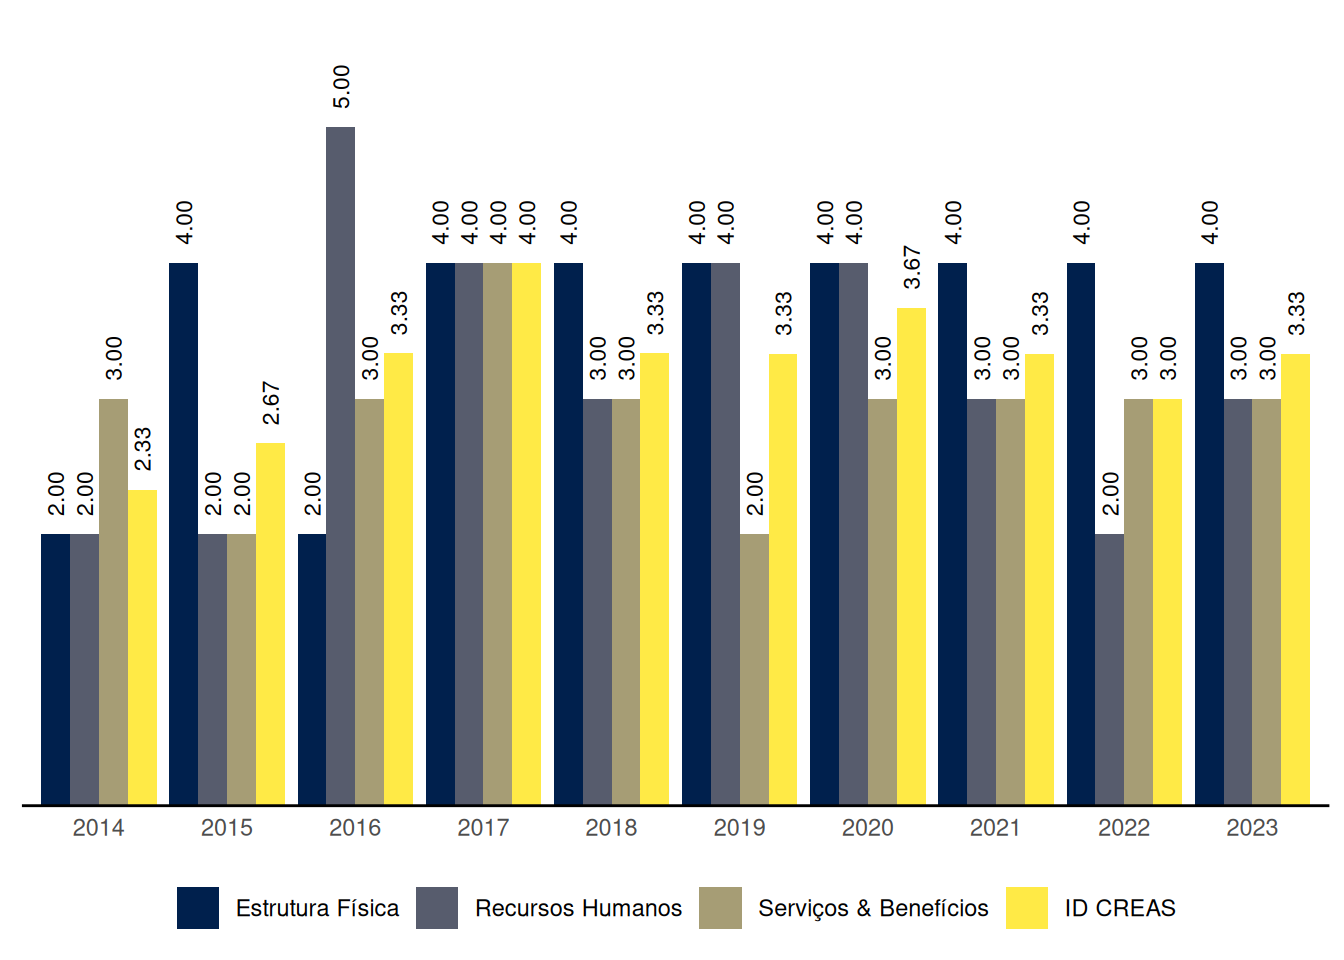 5.00
4.00 4.00 4.00 4.00 4.00 4.00 4.00 4.00 4.00 4.00 4.00 4.00 4.00 4.00
3.67
3.33 3.33 3.33 3.33 3.33
3.00 3.00 3.00 3.00 3.00 3.00 3.00 3.00 3.00 3.00 3.00
2.67
2.33
2.00 2.00 2.00 2.00 2.00 2.00 2.00
2014 2015 2016 2017 2018 2019 2020 2021 2022 2023
Estrutura Física Recursos Humanos Serviços & Benefícios ID CREAS